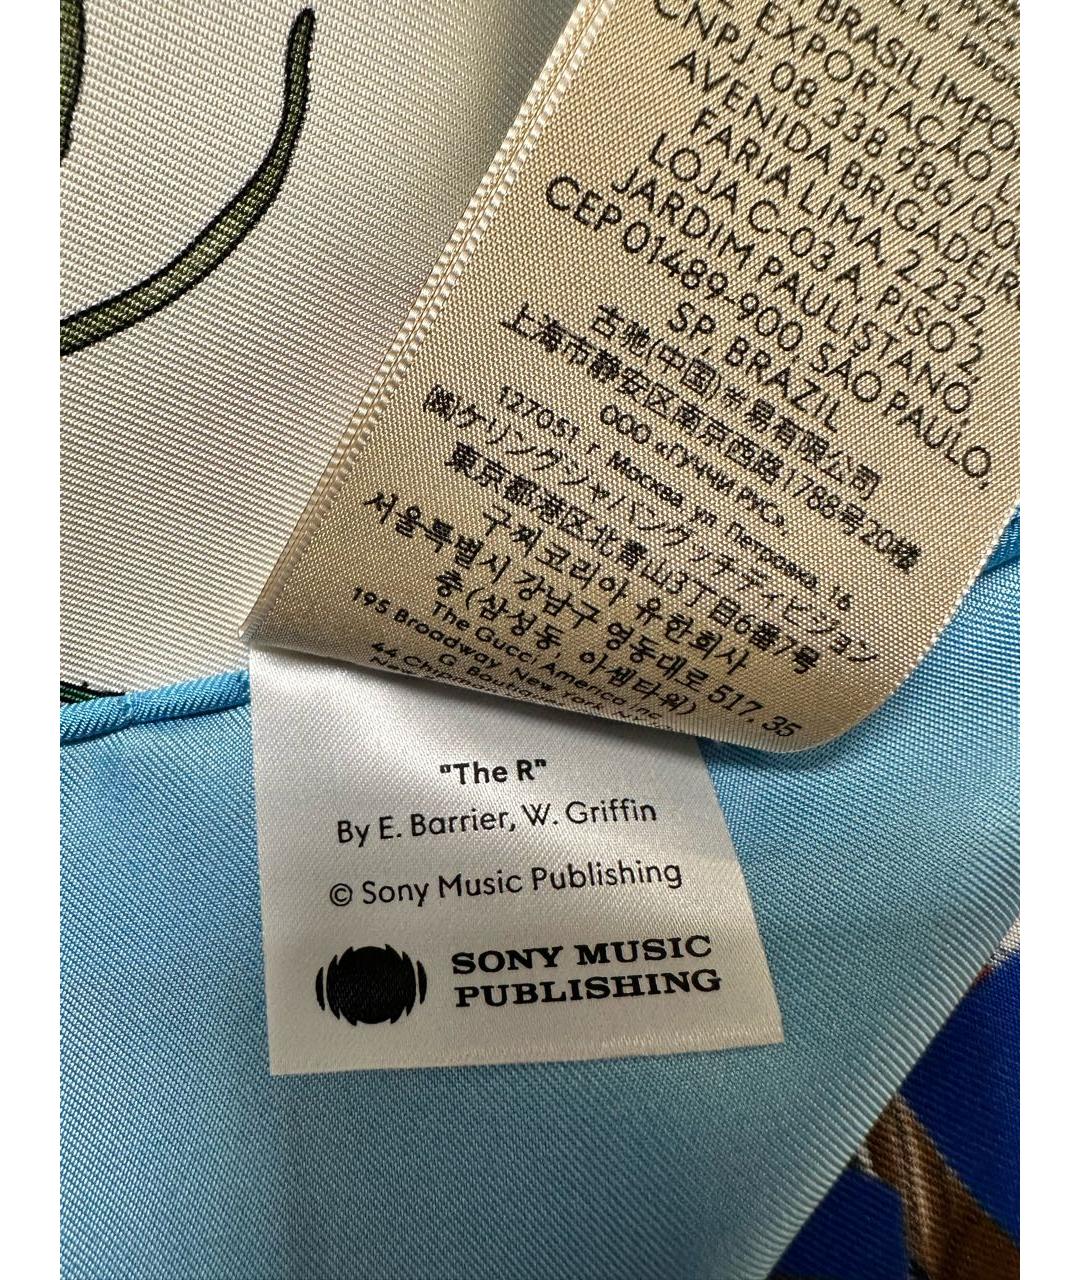 BRASIL IMPO
EXPORTAÇÃO L
CNPJ: 08 338 986/00
AVENIDA BRIGADEIR
FARIA LIMA, 2.232,
LOJA C-03 A, PISO 2,
JARDIM PAULISTANO,
CEP 01489-900, SÃO PAULO,
SP, BRAZIL
古驰(中国)贸易有限公司
上海市静安区南京西路1788号20楼
ООО «ГУЧЧИ РУС»,
127051 г Москва ул Петровка 16
㈱ケリングジャパングッチディビジョン
東京都港区北青山3丁目6番7号
구찌코리아 유한회사
서울특별시 강남구 영동대로 517, 35
층 (삼성동, 아셈타워)
The Gucci America Inc
195 Broadway, New York
"The R"
By E. Barrier, W. Griffin
© Sony Music Publishing
SONY MUSIC
PUBLISHING